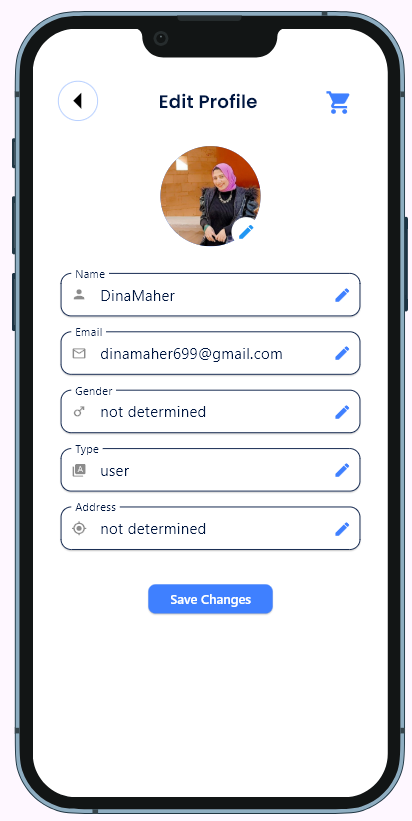 Edit Profile
Name
DinaMaher
Email
dinamaher699@gmail.com
Gender
not determined
Type
A
user
Address
not determined
Save Changes